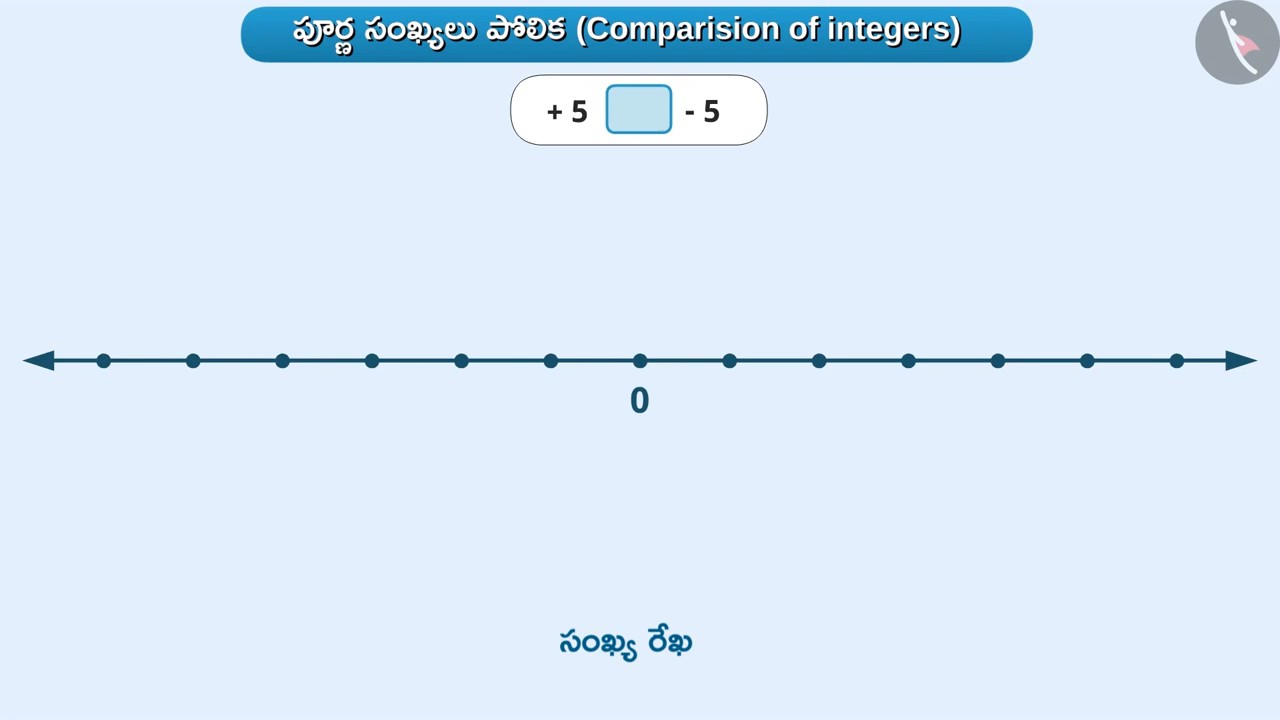 పూర్ణ సంఖ్యలు పోలిక (Comparision of integers)
+ 5 - 5
0
సంఖ్య రేఖ